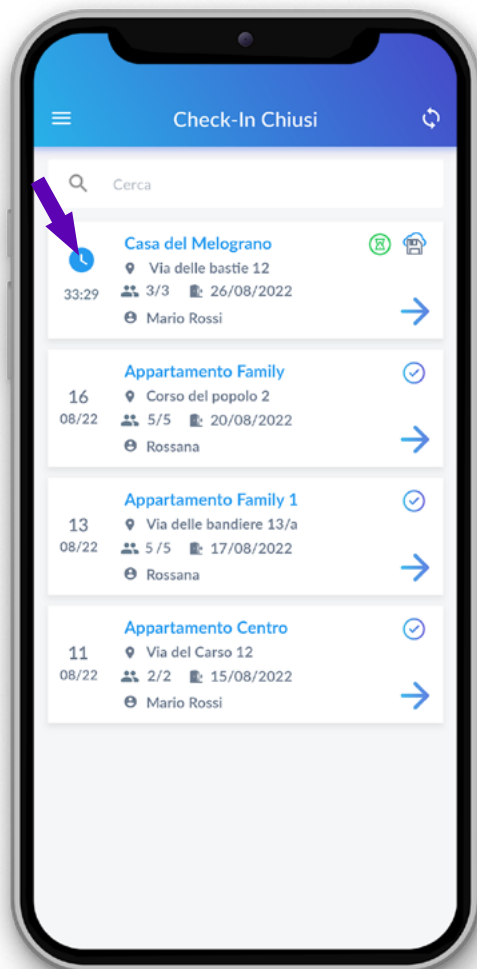 Check-In Chiusi
Cerca
Casa del Melograno
Via delle bastie 12
33:29 3/3 26/08/2022
Mario Rossi
Appartamento Family
16 Corso del popolo 2
08/22 5/5 20/08/2022
Rossana
Appartamento Family 1
13 Via delle bandiere 13/a
08/22 5/5 17/08/2022
Rossana
Appartamento Centro
11 Via del Carso 12
08/22 2/2 15/08/2022
Mario Rossi